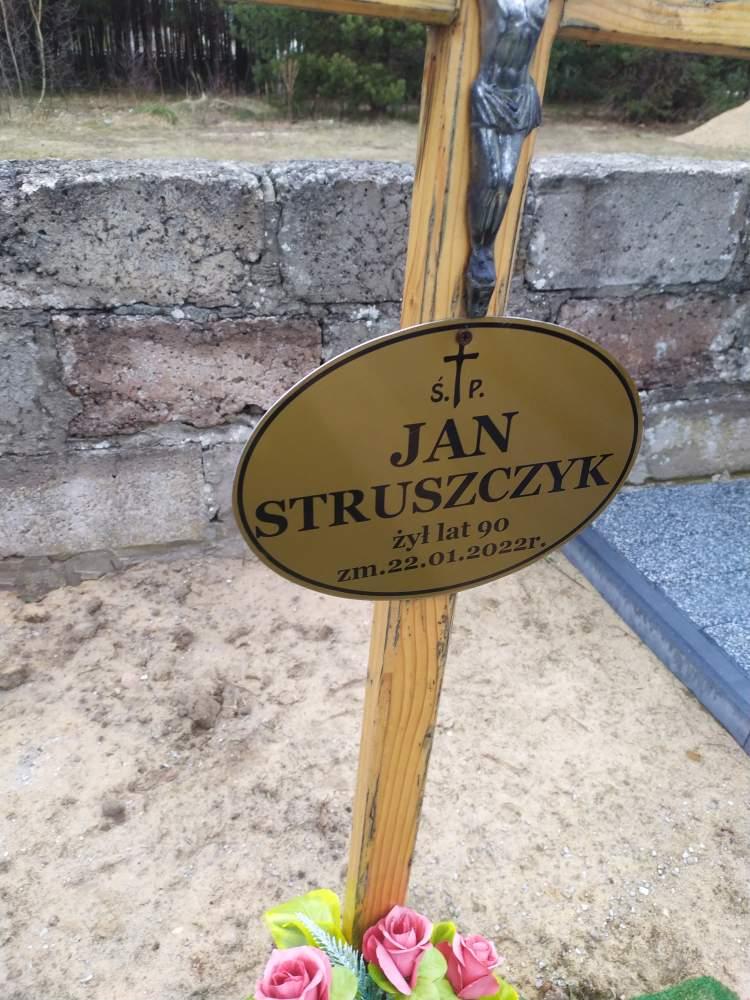 Ś. P.
JAN
STRUSZCZYK
żył lat 90
zm.22.01.2022r.